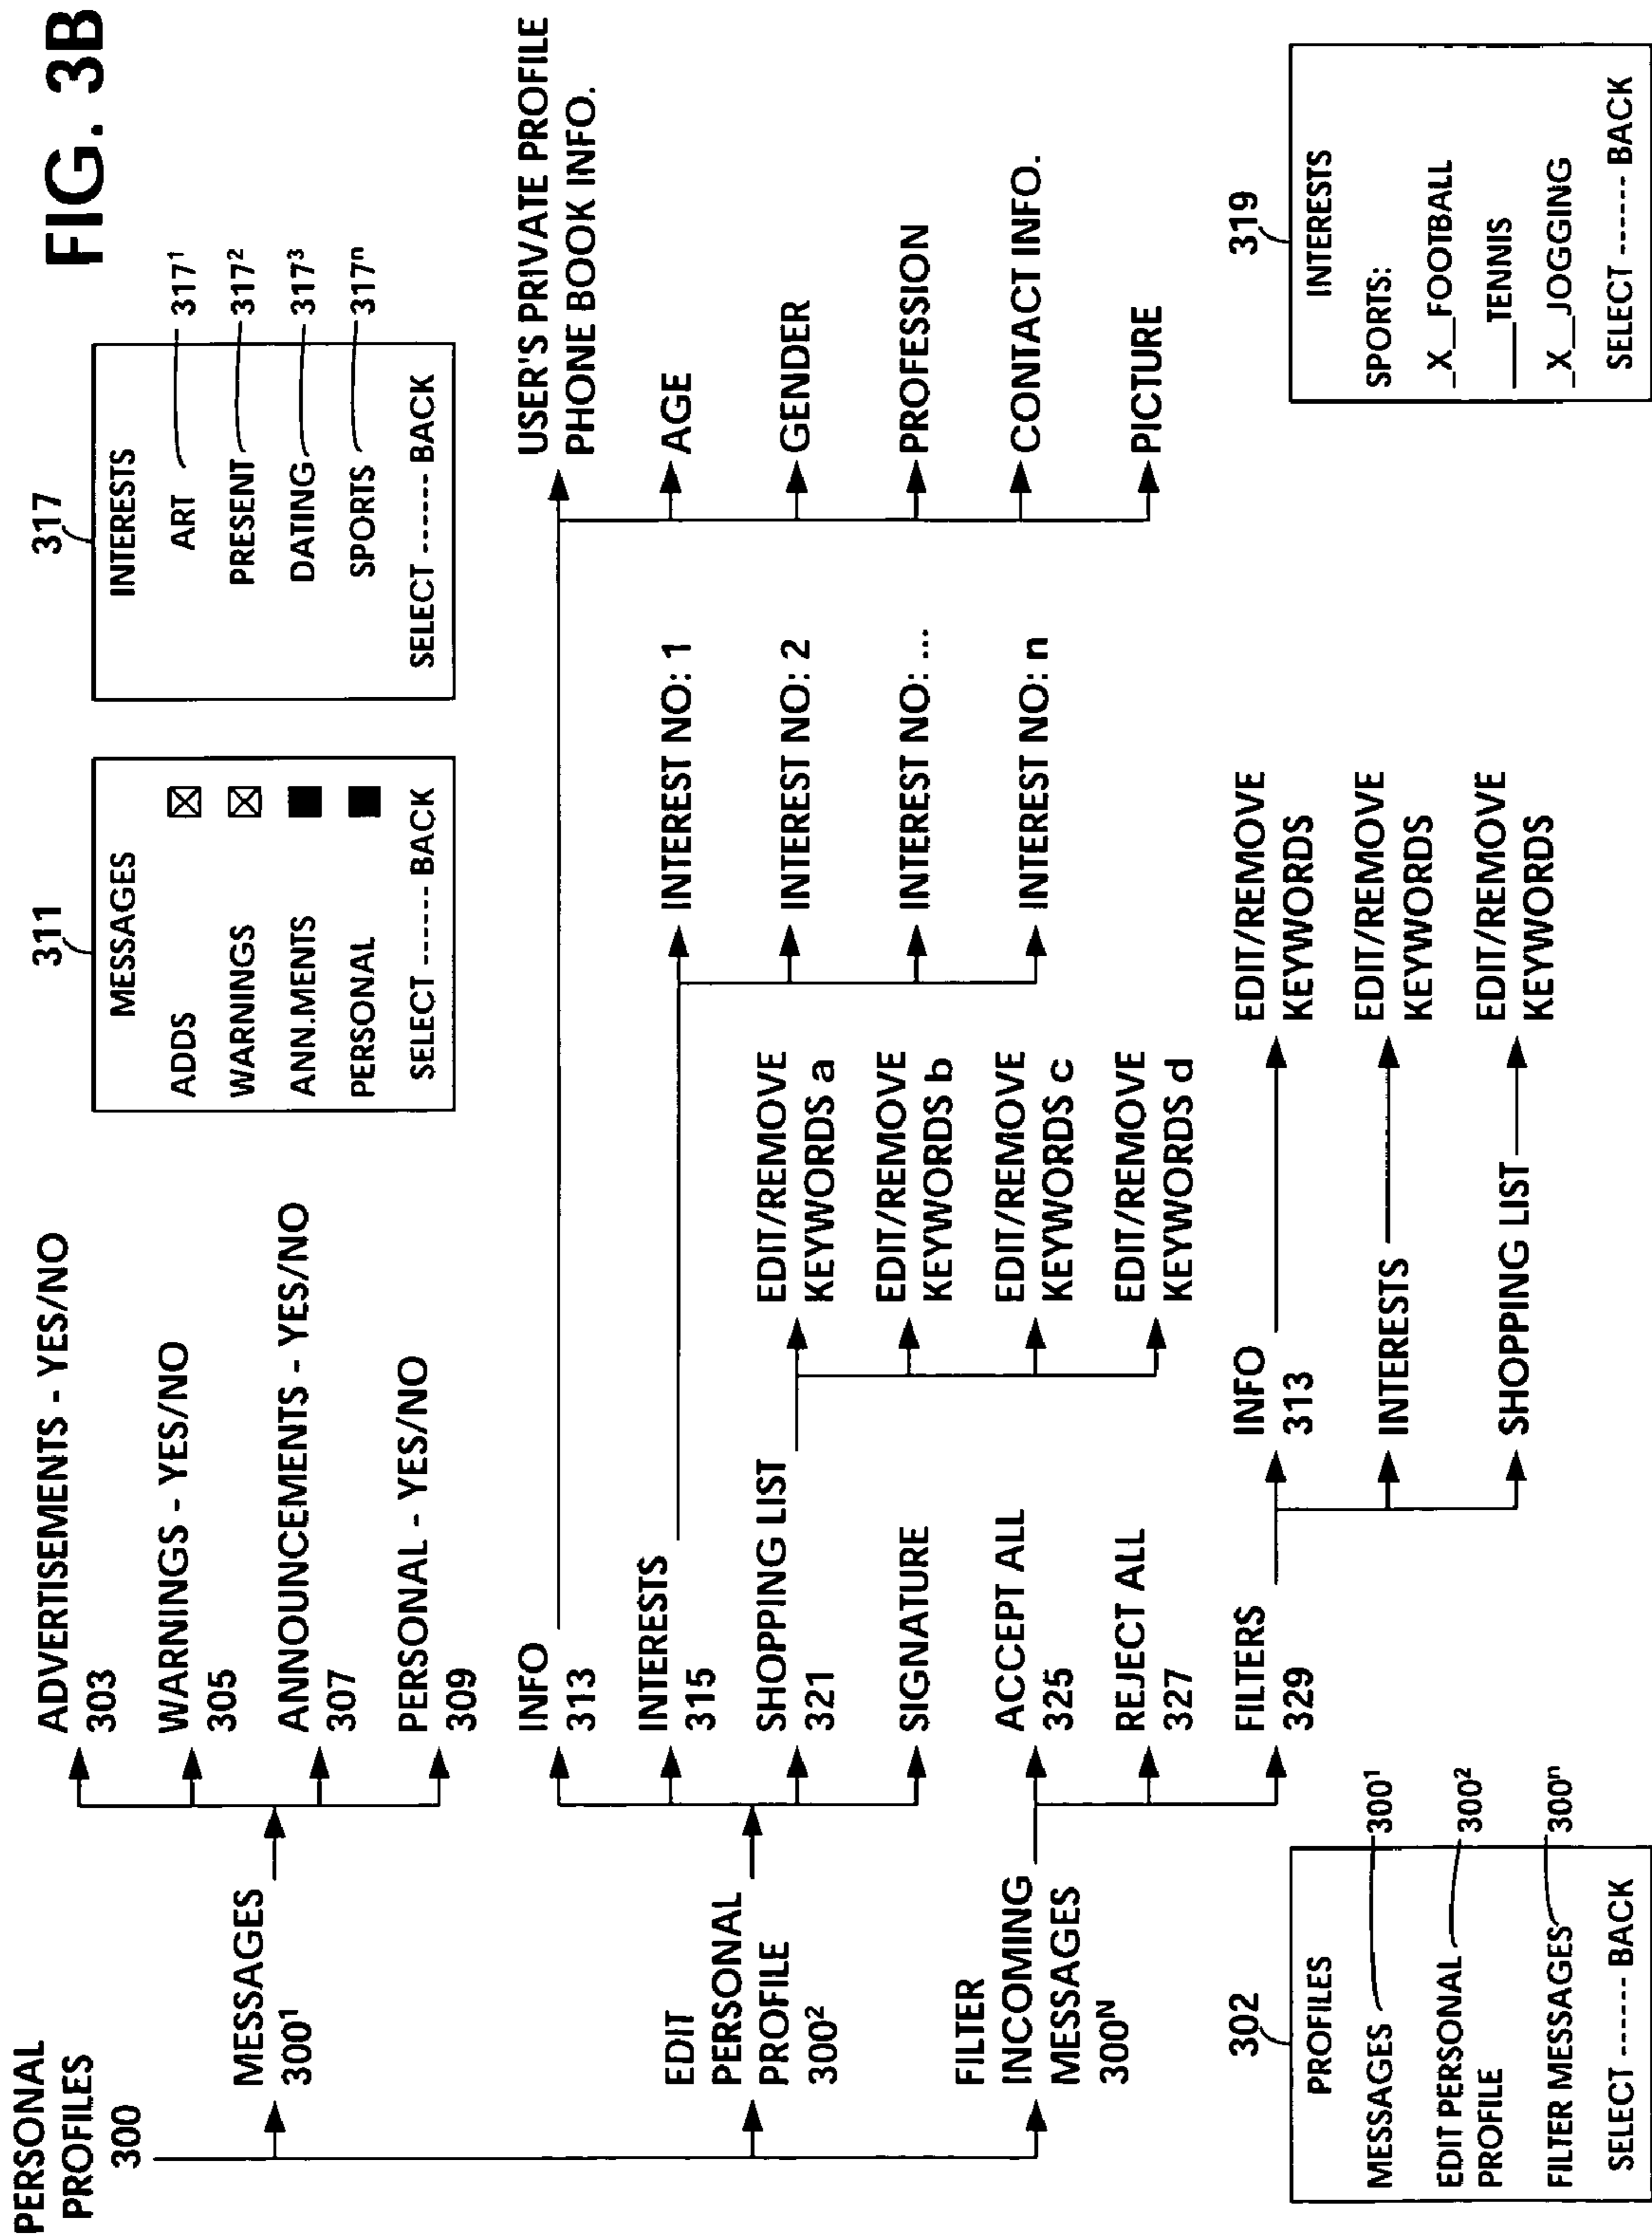 FIG. 3B
PERSONAL
PROFILES
300
MESSAGES
300¹
ADVERTISEMENTS - YES/NO
303
WARNINGS - YES/NO
305
ANNOUNCEMENTS - YES/NO
307
PERSONAL - YES/NO
309
311
MESSAGES
ADDS
WARNINGS
ANN.MENTS
PERSONAL
SELECT ------ BACK
317
INTERESTS
ART 317¹
PRESENT 317²
DATING 317³
SPORTS 317ⁿ
SELECT ------ BACK
EDIT
PERSONAL
PROFILE
300²
INFO
313
USER'S PRIVATE PROFILE
PHONE BOOK INFO.
AGE
GENDER
PROFESSION
CONTACT INFO.
PICTURE
INTERESTS
315
INTEREST NO: 1
INTEREST NO: 2
INTEREST NO: ...
INTEREST NO: n
SHOPPING LIST
321
EDIT/REMOVE
KEYWORDS a
EDIT/REMOVE
KEYWORDS b
EDIT/REMOVE
KEYWORDS c
EDIT/REMOVE
KEYWORDS d
SIGNATURE
FILTER
INCOMING
MESSAGES
300ᴺ
ACCEPT ALL
325
REJECT ALL
327
FILTERS
329
INFO
313
EDIT/REMOVE
KEYWORDS
INTERESTS
EDIT/REMOVE
KEYWORDS
SHOPPING LIST
EDIT/REMOVE
KEYWORDS
302
PROFILES
MESSAGES 300¹
EDIT PERSONAL 300²
PROFILE
FILTER MESSAGES 300ⁿ
SELECT ------ BACK
319
INTERESTS
SPORTS:
_X__FOOTBALL
____TENNIS
_X__JOGGING
SELECT ------ BACK